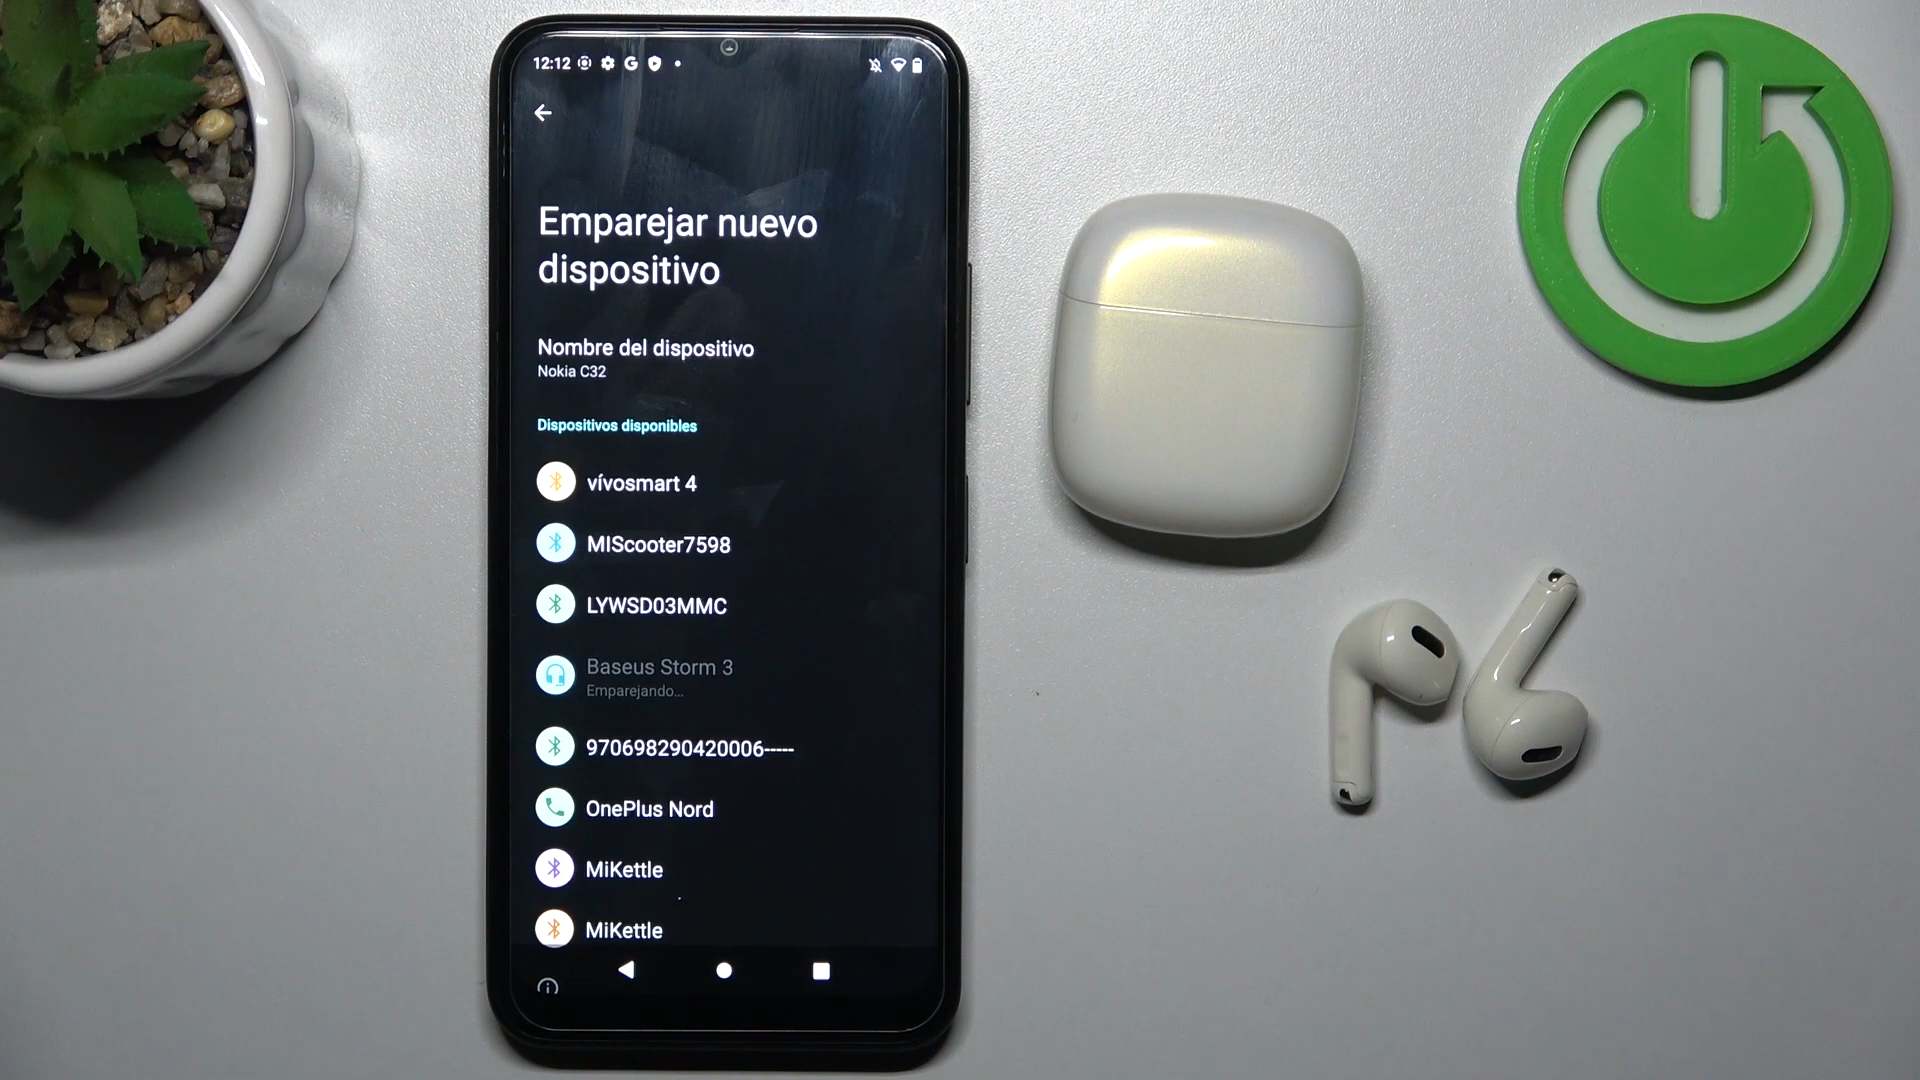 12:12
Emparejar nuevo
dispositivo
Nombre del dispositivo
Nokia C32
Dispositivos disponibles
vívosmart 4
MIScooter7598
LYWSD03MMC
Baseus Storm 3
Emparejando...
970698290420006-----
OnePlus Nord
MiKettle
MiKettle